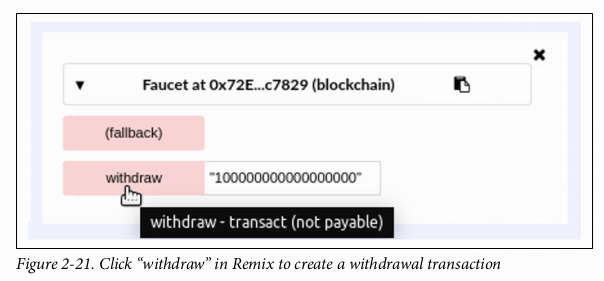 ▼ Faucet at 0x72E...c7829 (blockchain)
(fallback)
withdraw "100000000000000000"
withdraw - transact (not payable)
Figure 2-21. Click “withdraw” in Remix to create a withdrawal transaction